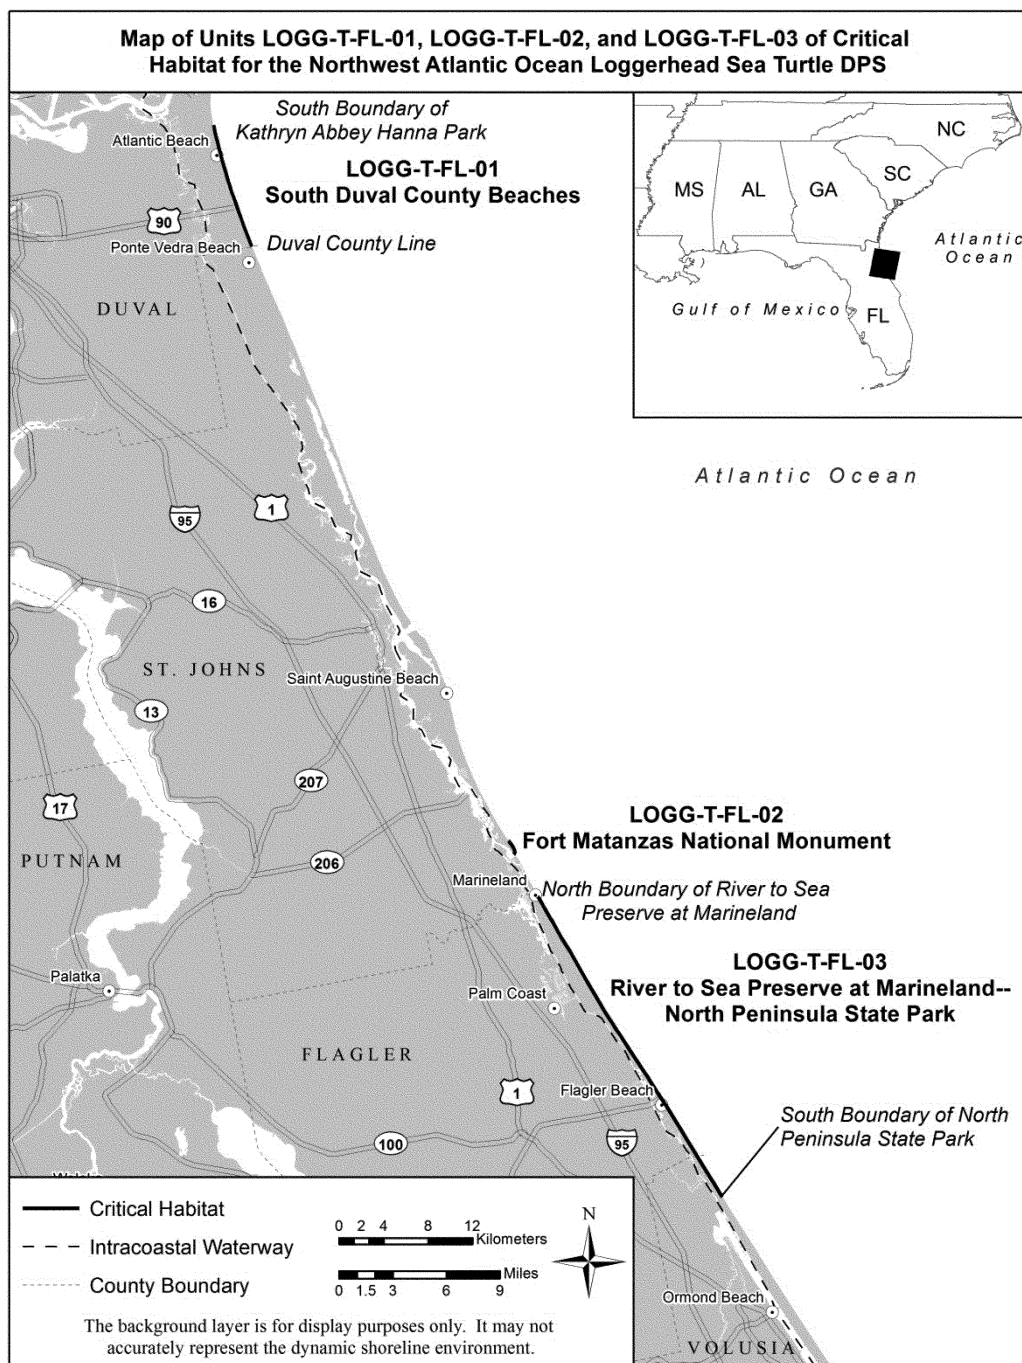 Map of Units LOGG-T-FL-01, LOGG-T-FL-02, and LOGG-T-FL-03 of Critical
Habitat for the Northwest Atlantic Ocean Loggerhead Sea Turtle DPS
South Boundary of
Kathryn Abbey Hanna Park
Atlantic Beach
LOGG-T-FL-01
South Duval County Beaches
90
Ponte Vedra Beach
Duval County Line
DUVAL
NC
SC
MS
AL
GA
Atlantic
Ocean
Gulf of Mexico
FL
Atlantic Ocean
1
95
16
ST. JOHNS
Saint Augustine Beach
13
207
17
LOGG-T-FL-02
Fort Matanzas National Monument
PUTNAM
206
Marineland
North Boundary of River to Sea
Preserve at Marineland
LOGG-T-FL-03
River to Sea Preserve at Marineland--
North Peninsula State Park
Palatka
Palm Coast
FLAGLER
1
Flagler Beach
100
95
South Boundary of North
Peninsula State Park
Critical Habitat
Intracoastal Waterway
County Boundary
0 2 4 8 12
Kilometers
Miles
0 1.5 3 6 9
N
Ormond Beach
VOLUSIA
The background layer is for display purposes only. It may not
accurately represent the dynamic shoreline environment.